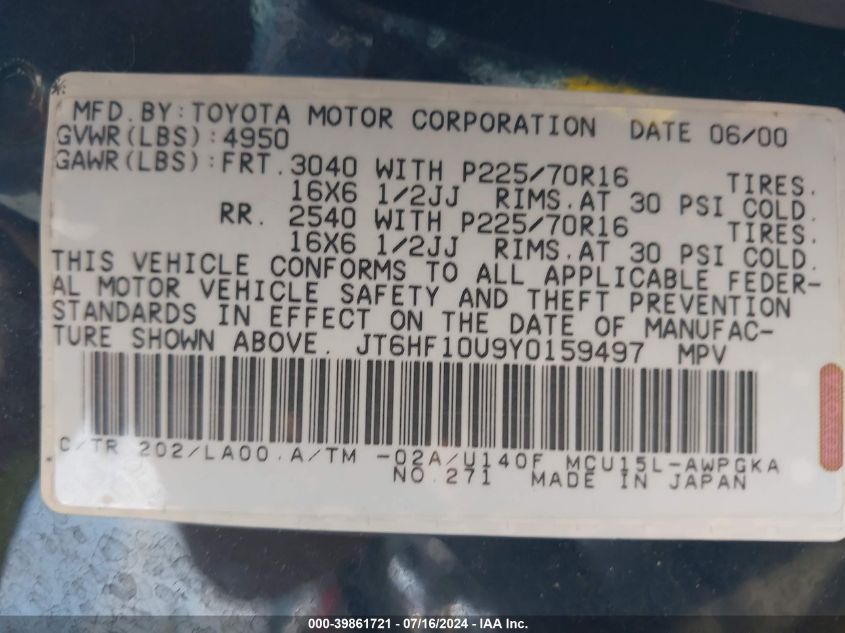 MFD.BY:TOYOTA MOTOR CORPORATION DATE 06/00
GVWR(LBS):4950
GAWR(LBS):FRT.3040 WITH P225/70R16 TIRES.
16X6 1/2JJ RIMS.AT 30 PSI COLD.
RR. 2540 WITH P225/70R16 TIRES.
16X6 1/2JJ RIMS.AT 30 PSI COLD.
THIS VEHICLE CONFORMS TO ALL APPLICABLE FEDER-
AL MOTOR VEHICLE SAFETY AND THEFT PREVENTION
STANDARDS IN EFFECT ON THE DATE OF MANUFAC-
TURE SHOWN ABOVE. JT6HF10U9Y0159497 MPV
C/TR 202/LA00.A/TM -02A/U140F MCU15L-AWPGKA
NO.271 MADE IN JAPAN
TOYOTA
000-39861721 - 07/16/2024 - IAA Inc.